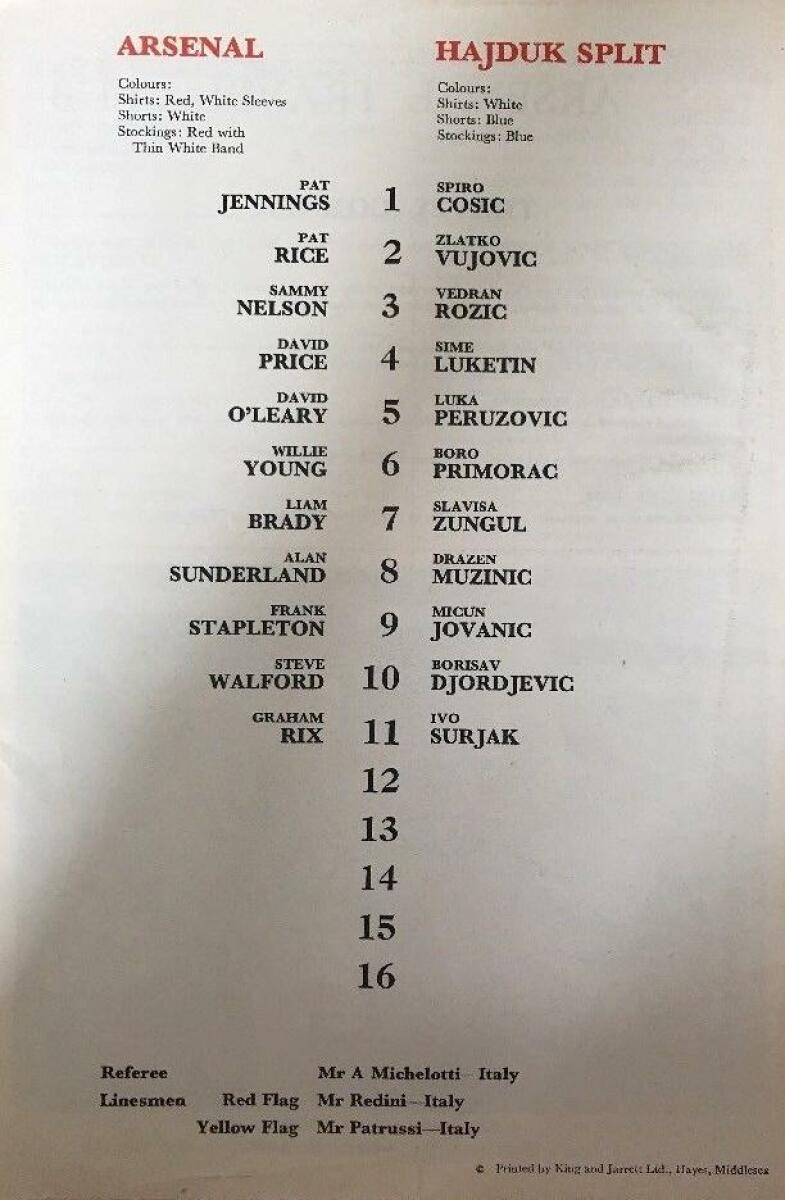 ARSENAL
Colours:
Shirts: Red, White Sleeves
Shorts: White
Stockings: Red with
Thin White Band
HAJDUK SPLIT
Colours:
Shirts: White
Shorts: Blue
Stockings: Blue
PAT SPIRO
JENNINGS 1 COSIC
PAT ZLATKO
RICE 2 VUJOVIC
SAMMY VEDRAN
NELSON 3 ROZIC
DAVID SIME
PRICE 4 LUKETIN
DAVID LUKA
O'LEARY 5 PERUZOVIC
WILLIE BORO
YOUNG 6 PRIMORAC
LIAM SLAVISA
BRADY 7 ZUNGUL
ALAN DRAZEN
SUNDERLAND 8 MUZINIC
FRANK MICUN
STAPLETON 9 JOVANIC
STEVE BORISAV
WALFORD 10 DJORDJEVIC
GRAHAM IVO
RIX 11 SURJAK
12
13
14
15
16
Referee Mr A Michelotti—Italy
Linesmen Red Flag Mr Redini—Italy
Yellow Flag Mr Patrussi—Italy
© Printed by King and Jarrett Ltd., Hayes, Middlesex